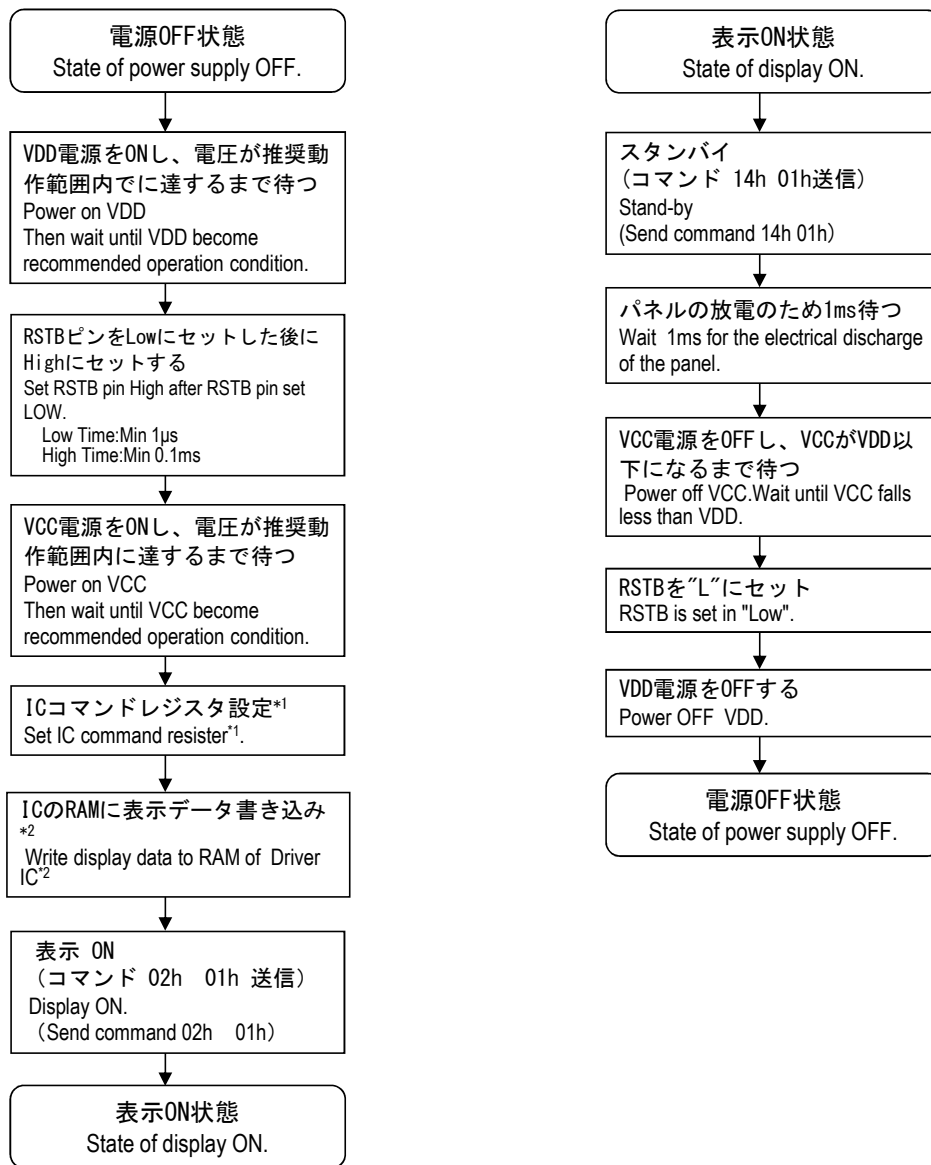 電源OFF状態
State of power supply OFF.
VDD電源をONし、電圧が推奨動
作範囲内でに達するまで待つ
Power on VDD
Then wait until VDD become
recommended operation condition.
RSTBピンをLowにセットした後に
Highにセットする
Set RSTB pin High after RSTB pin set
LOW.
Low Time:Min 1µs
High Time:Min 0.1ms
VCC電源をONし、電圧が推奨動
作範囲内に達するまで待つ
Power on VCC
Then wait until VCC become
recommended operation condition.
ICコマンドレジスタ設定*1
Set IC command resister*1.
ICのRAMに表示データ書き込み
*2
Write display data to RAM of Driver
IC*2
表示 ON
(コマンド 02h 01h 送信)
Display ON.
(Send command 02h 01h)
表示ON状態
State of display ON.
表示ON状態
State of display ON.
スタンバイ
(コマンド 14h 01h送信)
Stand-by
(Send command 14h 01h)
パネルの放電のため1ms待つ
Wait 1ms for the electrical discharge
of the panel.
VCC電源をOFFし、VCCがVDD以
下になるまで待つ
Power off VCC.Wait until VCC falls
less than VDD.
RSTBを"L"にセット
RSTB is set in "Low".
VDD電源をOFFする
Power OFF VDD.
電源OFF状態
State of power supply OFF.